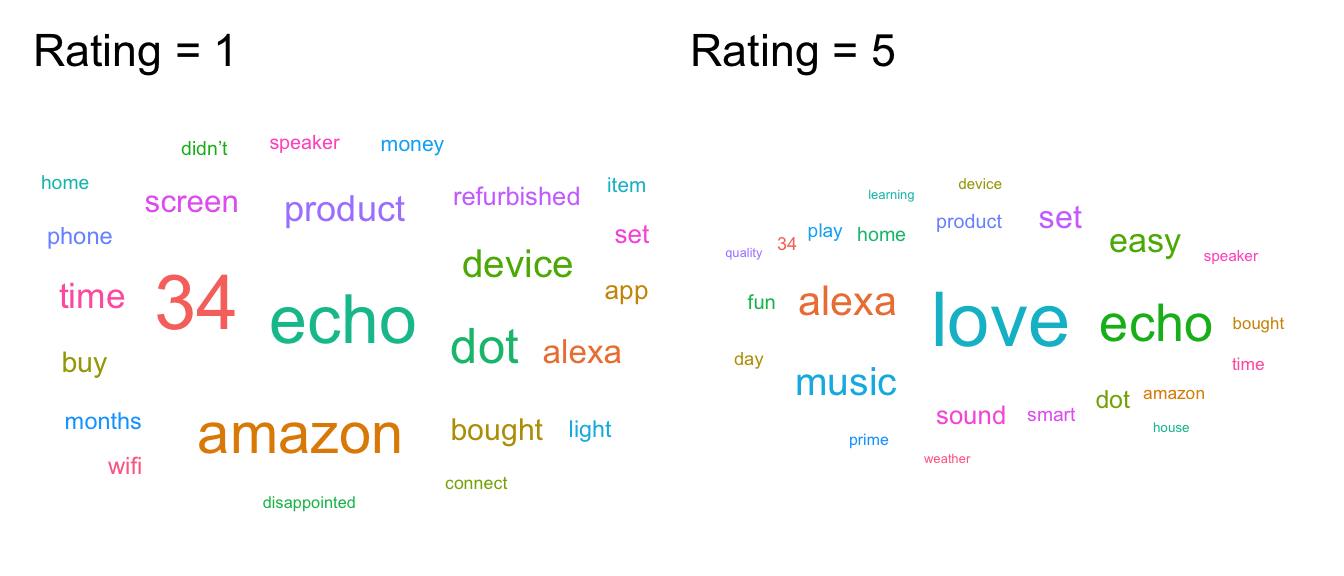 Rating = 1
didn't
speaker
money
home
item
screen
product
refurbished
phone
set
device
time
34
echo
app
dot
alexa
buy
months
amazon
bought
light
wifi
connect
disappointed
Rating = 5
learning
device
play
home
product
set
quality
34
easy
speaker
fun
alexa
love
echo
bought
day
music
time
sound
smart
dot
amazon
house
prime
weather